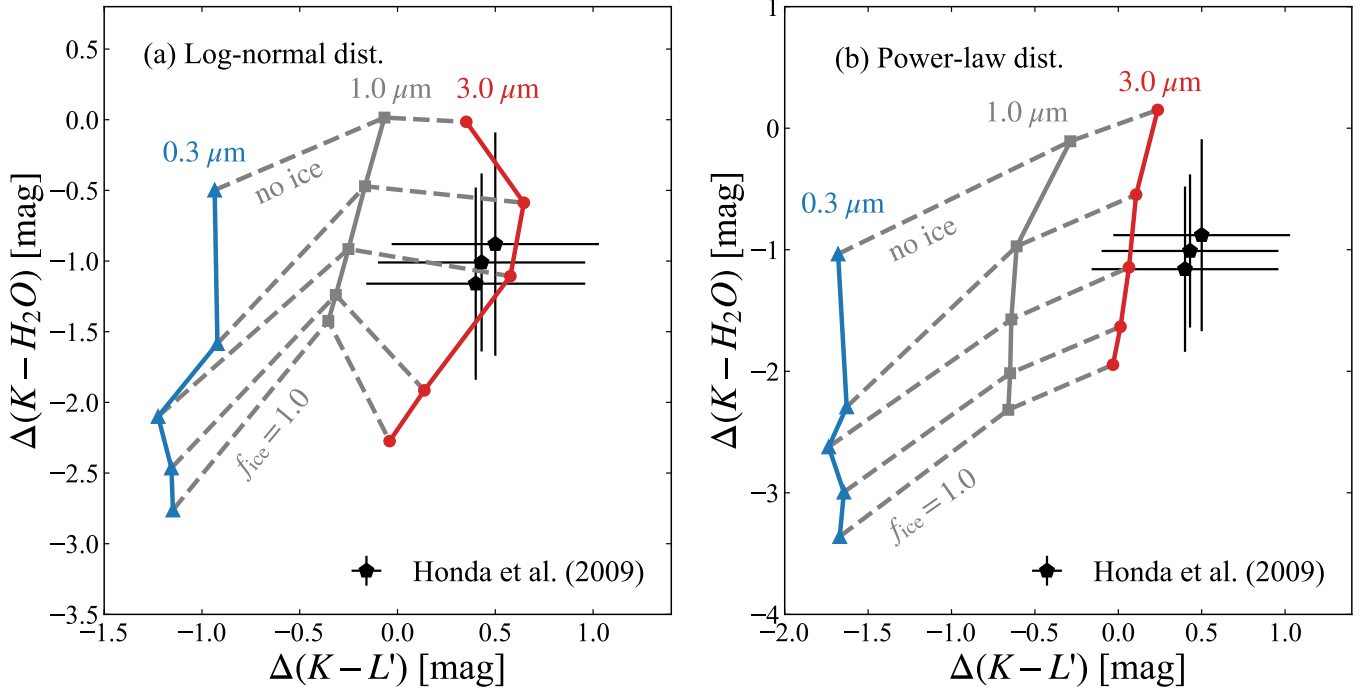 (a) Log-normal dist.
1.0 μm
3.0 μm
0.3 μm
no ice
f_ice = 1.0
Honda et al. (2009)
0.5
0.0
−0.5
−1.0
−1.5
−2.0
−2.5
−3.0
−3.5
Δ(K − H₂O) [mag]
−1.5
−1.0
−0.5
0.0
0.5
1.0
Δ(K − L') [mag]
(b) Power-law dist.
3.0 μm
1.0 μm
0.3 μm
no ice
f_ice = 1.0
Honda et al. (2009)
1
0
−1
−2
−3
−4
Δ(K − H₂O) [mag]
−2.0
−1.5
−1.0
−0.5
0.0
0.5
1.0
Δ(K − L') [mag]